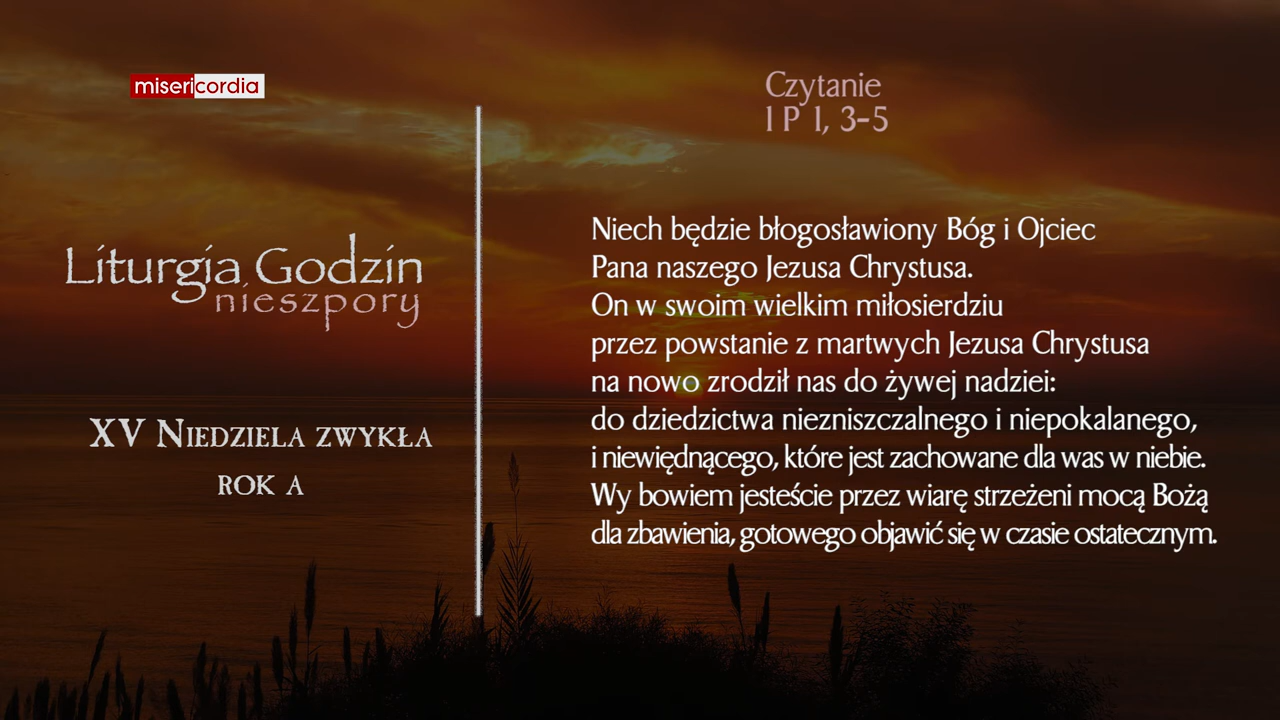 misericordia
Liturgia Godzin
nieszpory
XV Niedziela zwykła
rok A
Czytanie
1 P 1, 3-5
Niech będzie błogosławiony Bóg i Ojciec
Pana naszego Jezusa Chrystusa.
On w swoim wielkim miłosierdziu
przez powstanie z martwych Jezusa Chrystusa
na nowo zrodził nas do żywej nadziei:
do dziedzictwa niezniszczalnego i niepokalanego,
i niewiędnącego, które jest zachowane dla was w niebie.
Wy bowiem jesteście przez wiarę strzeżeni mocą Bożą
dla zbawienia, gotowego objawić się w czasie ostatecznym.